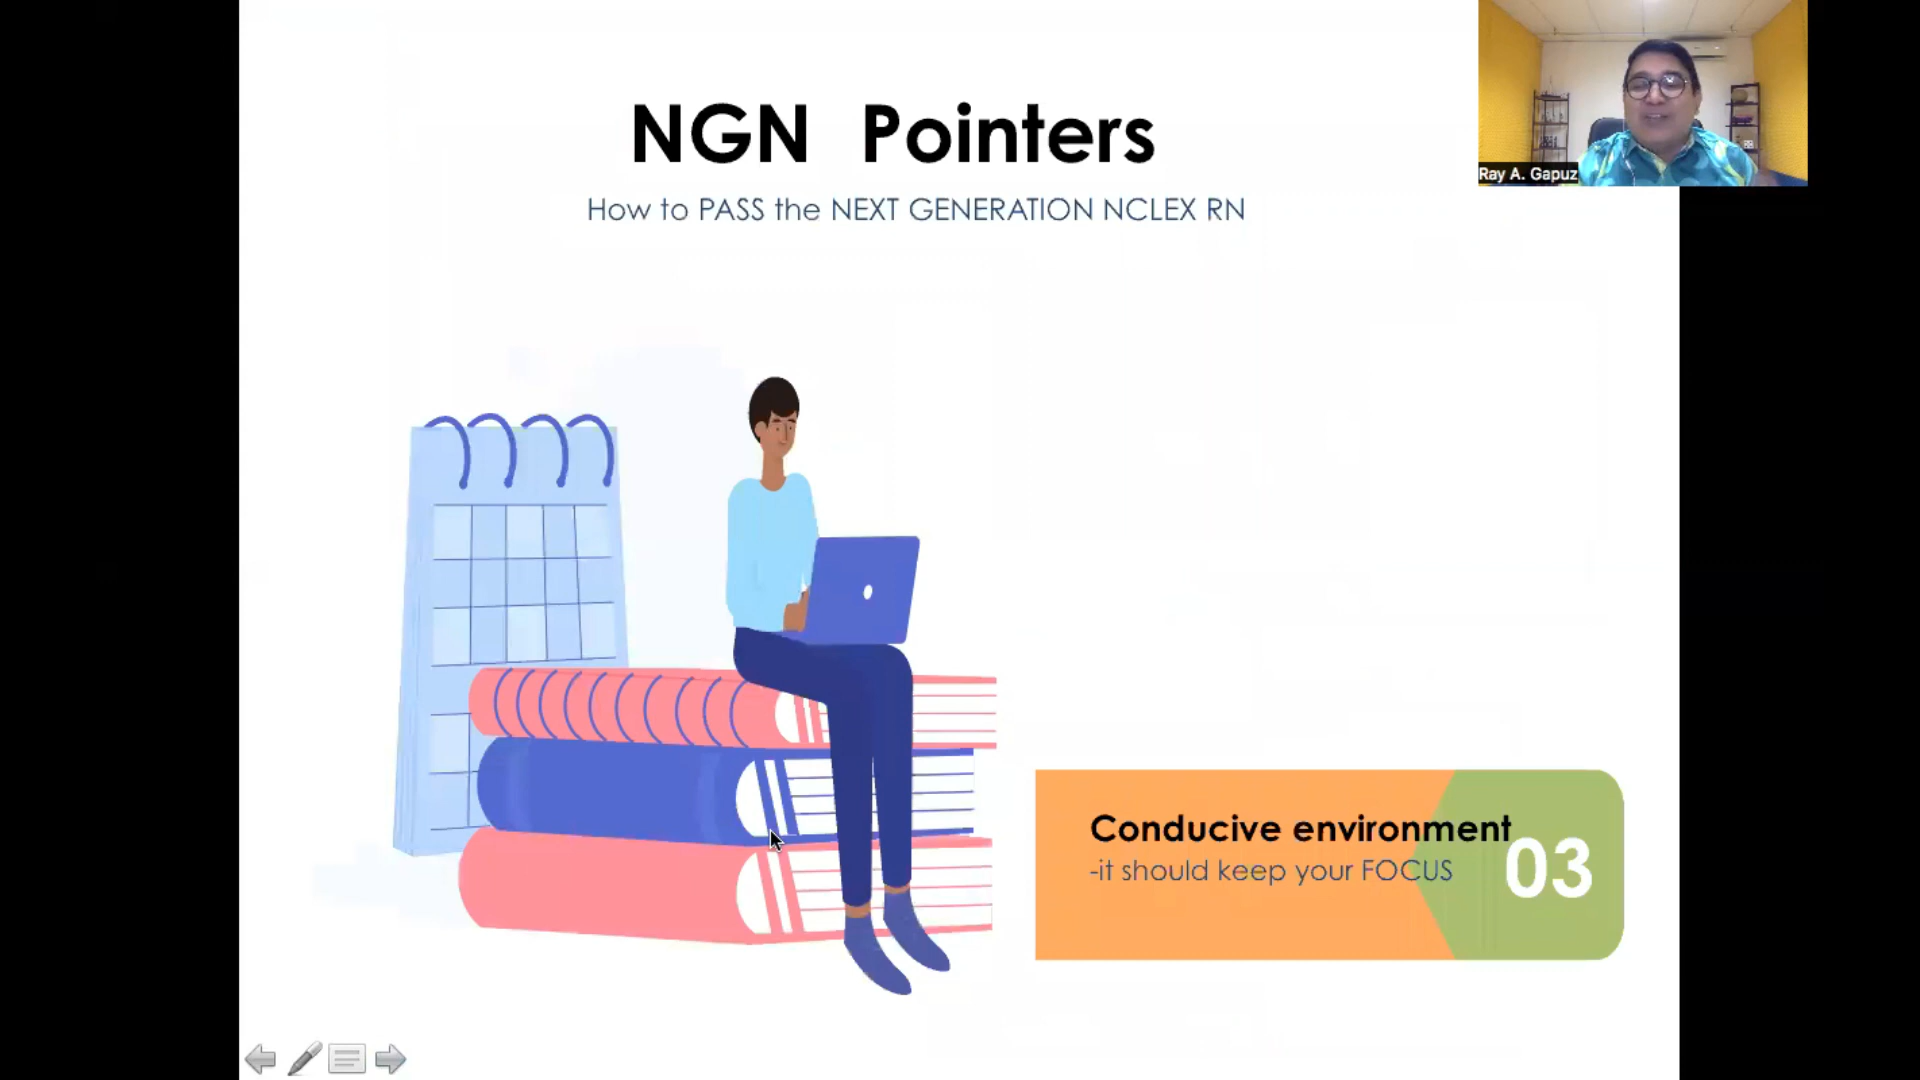 NGN Pointers
How to PASS the NEXT GENERATION NCLEX RN
Ray A. Gapuz
Conducive environment
-it should keep your FOCUS
03